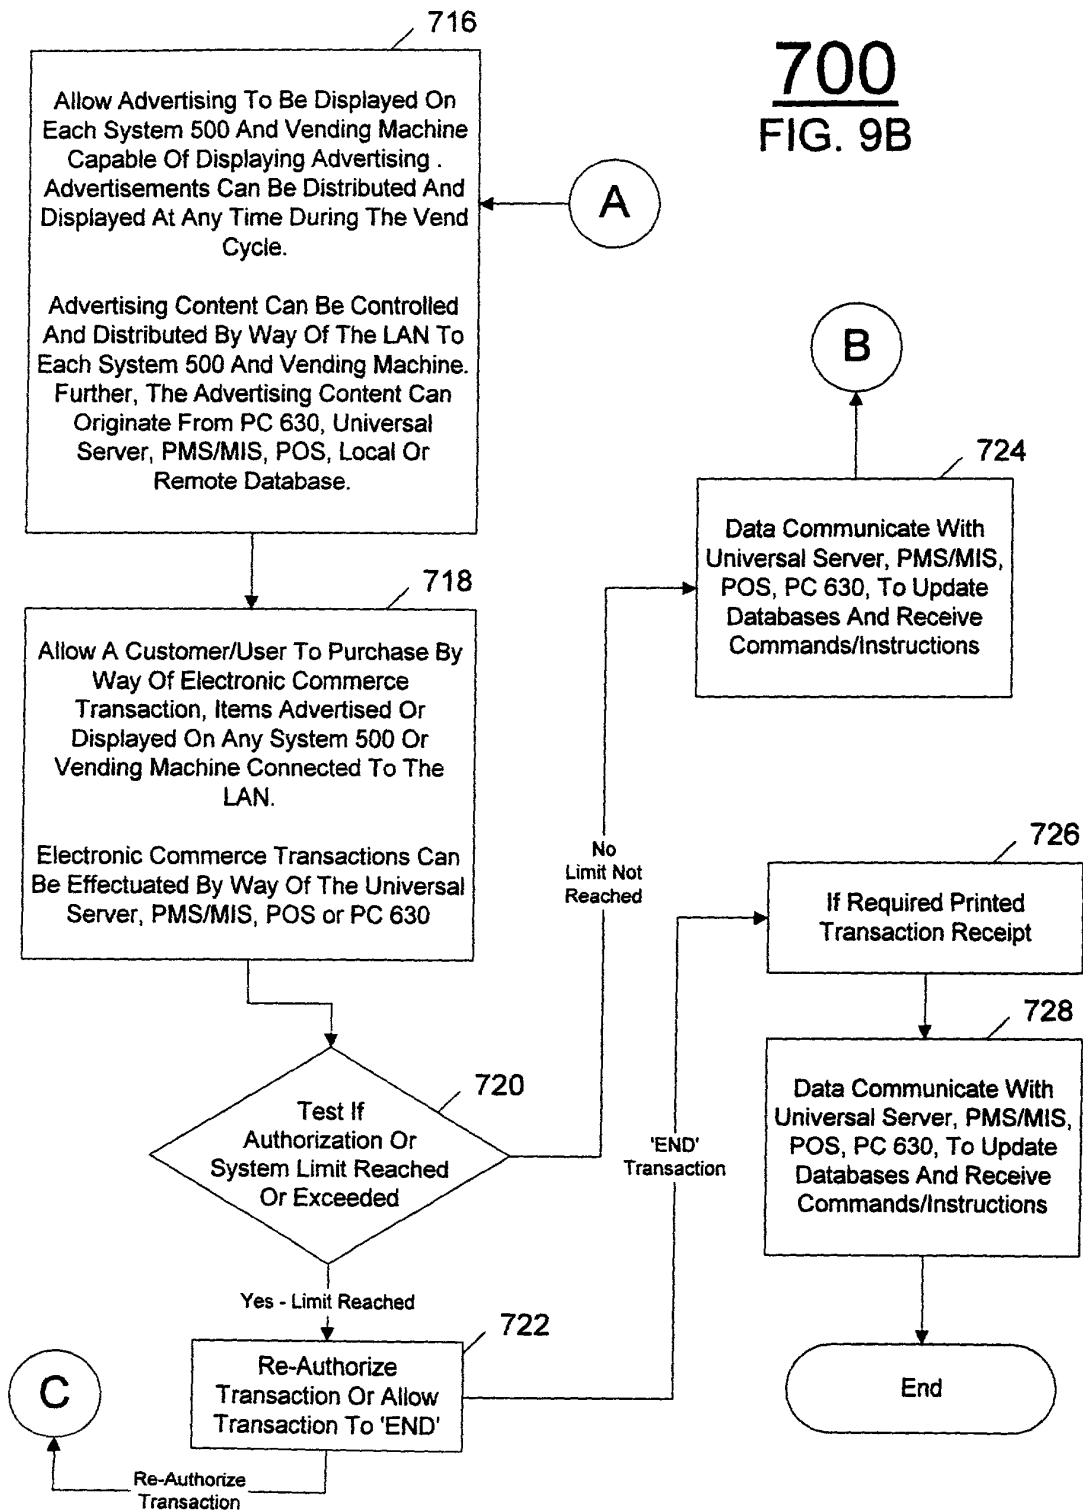 716
700
FIG. 9B
Allow Advertising To Be Displayed On
Each System 500 And Vending Machine
Capable Of Displaying Advertising .
Advertisements Can Be Distributed And
Displayed At Any Time During The Vend
Cycle.
Advertising Content Can Be Controlled
And Distributed By Way Of The LAN To
Each System 500 And Vending Machine.
Further, The Advertising Content Can
Originate From PC 630, Universal
Server, PMS/MIS, POS, Local Or
Remote Database.
A
B
718
Allow A Customer/User To Purchase By
Way Of Electronic Commerce
Transaction, Items Advertised Or
Displayed On Any System 500 Or
Vending Machine Connected To The
LAN.
Electronic Commerce Transactions Can
Be Effectuated By Way Of The Universal
Server, PMS/MIS, POS or PC 630
724
Data Communicate With
Universal Server, PMS/MIS,
POS, PC 630, To Update
Databases And Receive
Commands/Instructions
720
Test If
Authorization Or
System Limit Reached
Or Exceeded
No
Limit Not
Reached
Yes - Limit Reached
722
Re-Authorize
Transaction Or Allow
Transaction To 'END'
C
Re-Authorize
Transaction
'END'
Transaction
726
If Required Printed
Transaction Receipt
728
Data Communicate With
Universal Server, PMS/MIS,
POS, PC 630, To Update
Databases And Receive
Commands/Instructions
End